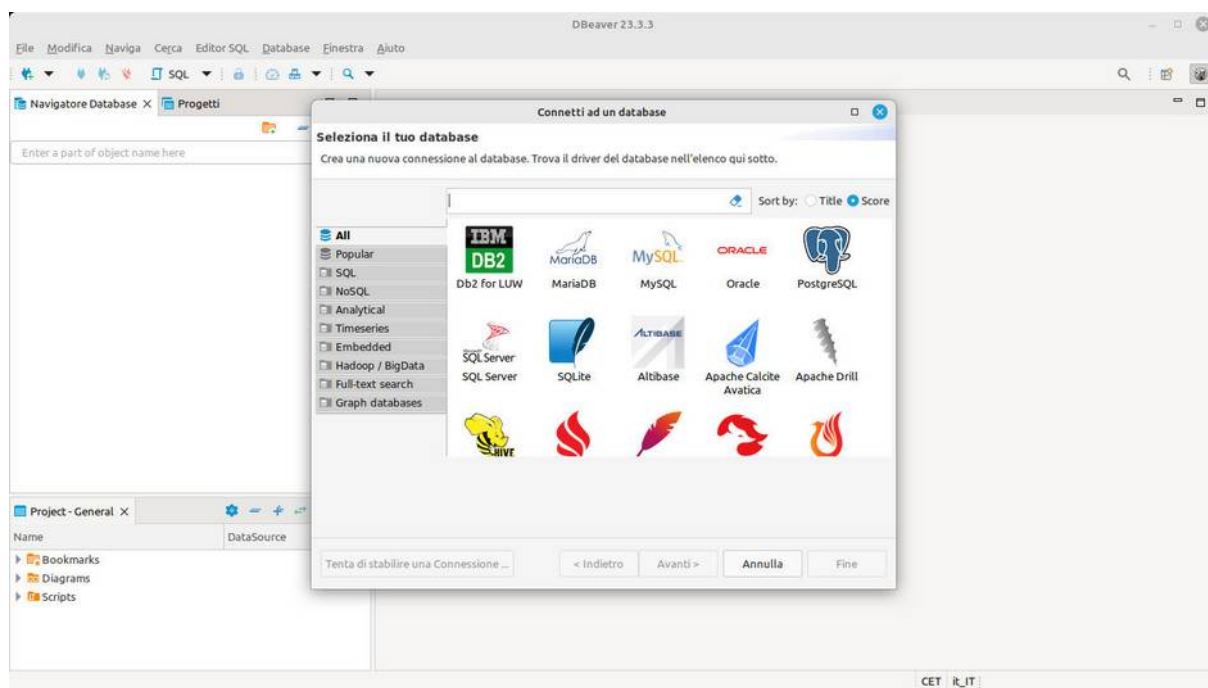 DBeaver 23.3.3
File Modifica Naviga Cerca Editor SQL Database Finestra Aiuto
SQL
Navigatore Database Progetti
Enter a part of object name here
Connetti ad un database
Seleziona il tuo database
Crea una nuova connessione al database. Trova il driver del database nell'elenco qui sotto.
Sort by: Title Score
All
Popular
SQL
NoSQL
Analytical
Timeseries
Embedded
Hadoop / BigData
Full-text search
Graph databases
IBM DB2
MariaDB
MySQL
ORACLE
Db2 for LUW MariaDB MySQL Oracle PostgreSQL
SQL Server
ALTIBASE
SQL Server SQLite Altibase Apache Calcite Avatica Apache Drill
HIVE
Project - General
Name DataSource
Bookmarks
Diagrams
Scripts
Tenta di stabilire una Connessione ... < Indietro Avanti > Annulla Fine
CET it_IT